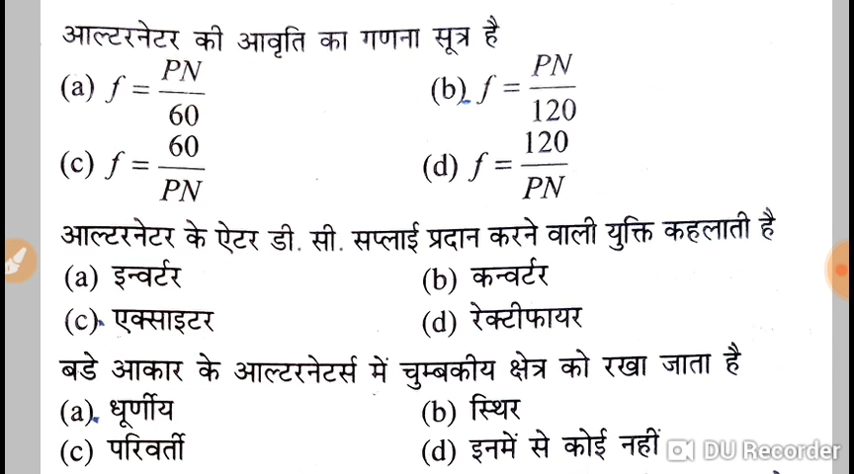 आल्टरनेटर की आवृति का गणना सूत्र है
(a) f = PN/60 (b) f = PN/120
(c) f = 60/PN (d) f = 120/PN
आल्टरनेटर के ऐटर डी. सी. सप्लाई प्रदान करने वाली युक्ति कहलाती है
(a) इन्वर्टर (b) कन्वर्टर
(c) एक्साइटर (d) रेक्टीफायर
बडे आकार के आल्टरनेटर्स में चुम्बकीय क्षेत्र को रखा जाता है
(a) धूर्णीय (b) स्थिर
(c) परिवर्ती (d) इनमें से कोई नहीं
DU Recorder